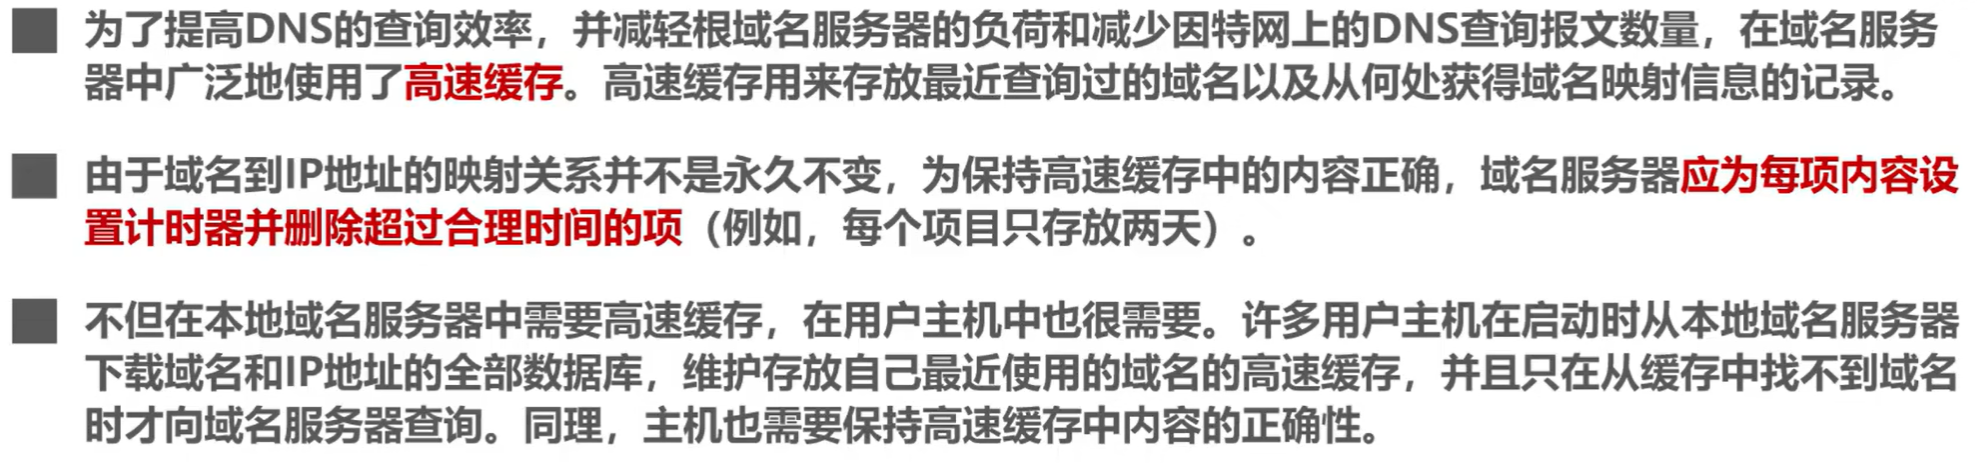 为了提高DNS的查询效率，并减轻根域名服务器的负荷和减少因特网上的DNS查询报文数量，在域名服务
器中广泛地使用了高速缓存。高速缓存用来存放最近查询过的域名以及从何处获得域名映射信息的记录。
由于域名到IP地址的映射关系并不是永久不变，为保持高速缓存中的内容正确，域名服务器应为每项内容设
置计时器并删除超过合理时间的项（例如，每个项目只存放两天）。
不但在本地域名服务器中需要高速缓存，在用户主机中也很需要。许多用户主机在启动时从本地域名服务器
下载域名和IP地址的全部数据库，维护存放自己最近使用的域名的高速缓存，并且只在从缓存中找不到域名
时才向域名服务器查询。同理，主机也需要保持高速缓存中内容的正确性。